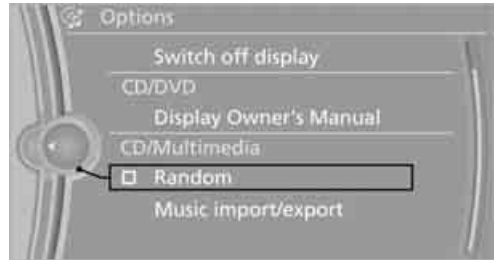 Options
Switch off display
CD/DVD
Display Owner's Manual
CD/Multimedia
Random
Music import/export